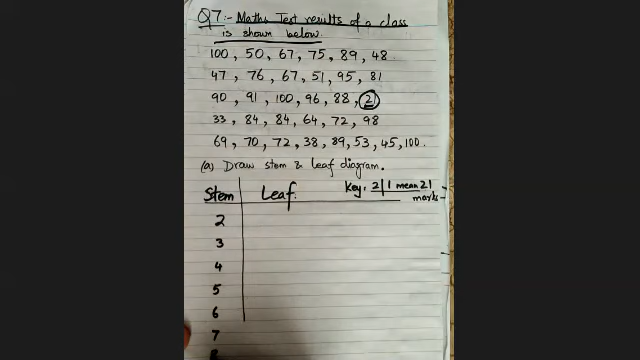 Q7:- Maths Test results of a class
is shown below.
100, 50, 67, 75, 89, 48
47, 76, 67, 51, 95, 81
90, 91, 100, 96, 88, 21
33, 84, 84, 64, 72, 98
69, 70, 72, 38, 89, 53, 45, 100.
(a) Draw stem & leaf diagram.
Stem Leaf. Key: 2|1 mean 21
marks
2
3
4
5
6
7
8